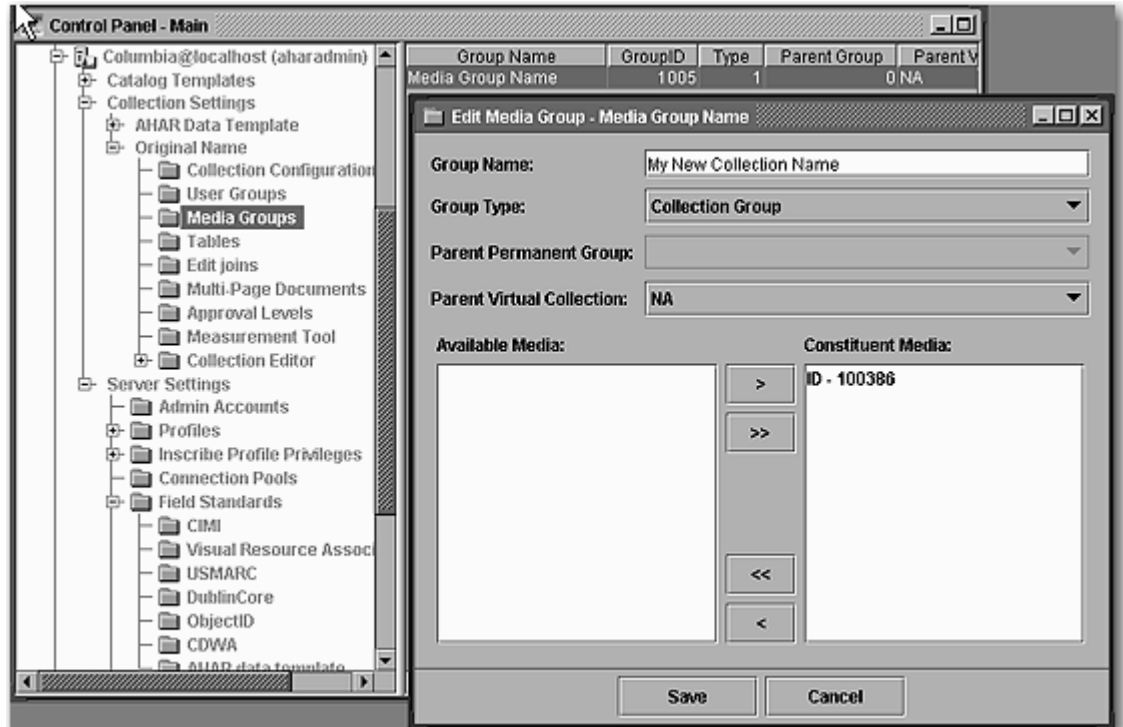 Control Panel - Main
Columbia@localhost (aharadmin)
Catalog Templates
Collection Settings
AHAR Data Template
Original Name
Collection Configuration
User Groups
Media Groups
Tables
Edit joins
Multi-Page Documents
Approval Levels
Measurement Tool
Collection Editor
Server Settings
Admin Accounts
Profiles
Inscribe Profile Privileges
Connection Pools
Field Standards
CIMI
Visual Resource Associ
USMARC
DublinCore
ObjectID
CDWA
AHAR data template
Group Name GroupID Type Parent Group Parent V
Media Group Name 1005 1 0 NA
Edit Media Group - Media Group Name
Group Name: My New Collection Name
Group Type: Collection Group
Parent Permanent Group:
Parent Virtual Collection: NA
Available Media: Constituent Media:
ID - 100386
>
>>
<<
<
Save Cancel